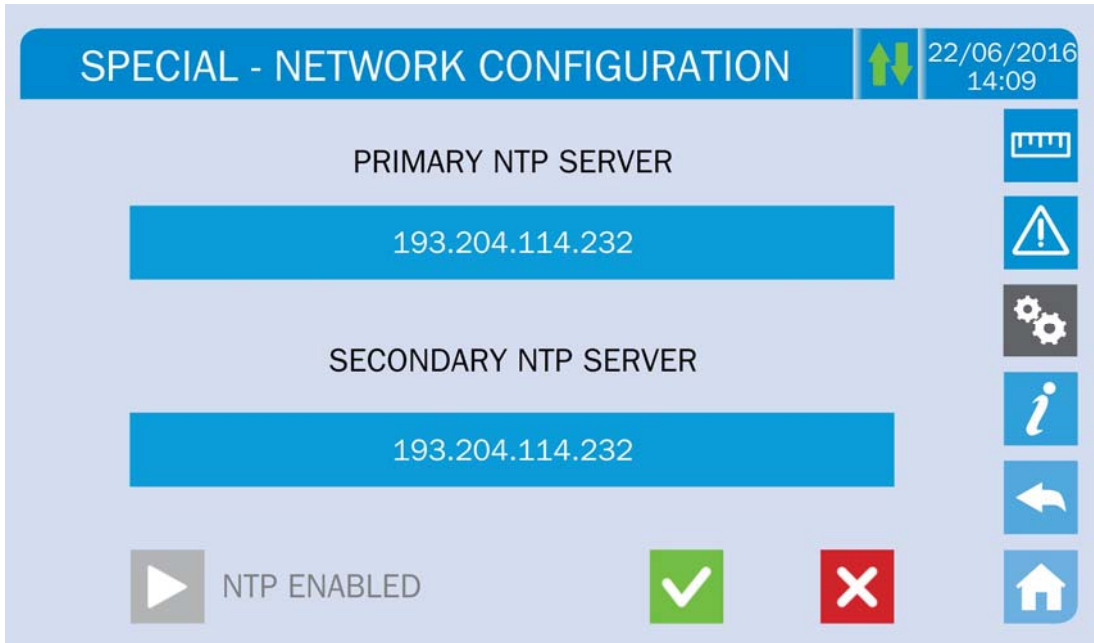 SPECIAL - NETWORK CONFIGURATION
22/06/2016
14:09
PRIMARY NTP SERVER
193.204.114.232
SECONDARY NTP SERVER
193.204.114.232
NTP ENABLED